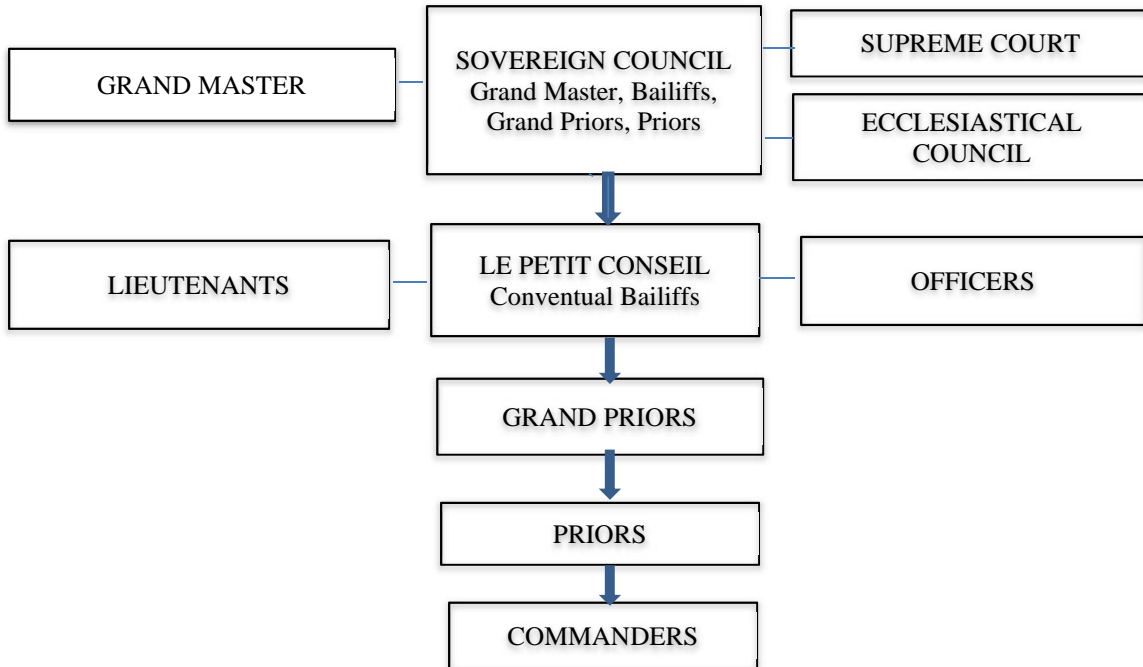 GRAND MASTER
SOVEREIGN COUNCIL
Grand Master, Bailiffs,
Grand Priors, Priors
SUPREME COURT
ECCLESIASTICAL
COUNCIL
LIEUTENANTS
LE PETIT CONSEIL
Conventual Bailiffs
OFFICERS
GRAND PRIORS
PRIORS
COMMANDERS